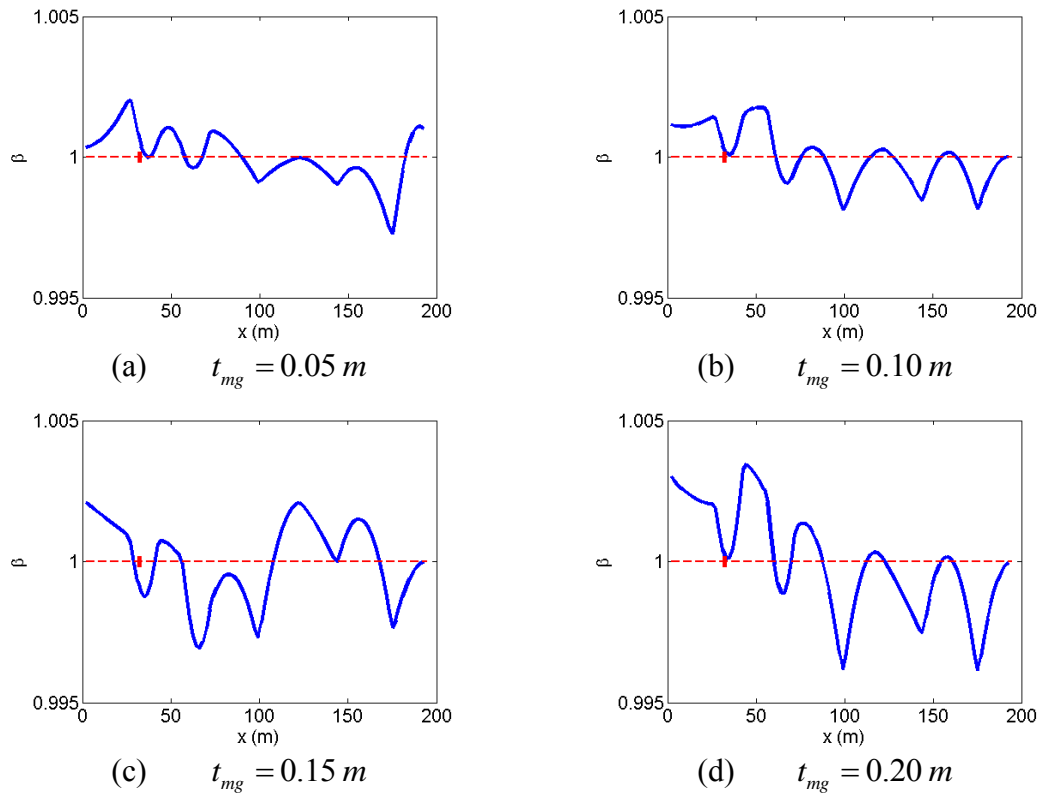 1.005
1
0.995
β
0 50 100 150 200
x (m)
(a) t_mg = 0.05 m
1.005
1
0.995
β
0 50 100 150 200
x (m)
(b) t_mg = 0.10 m
1.005
1
0.995
β
0 50 100 150 200
x (m)
(c) t_mg = 0.15 m
1.005
1
0.995
β
0 50 100 150 200
x (m)
(d) t_mg = 0.20 m